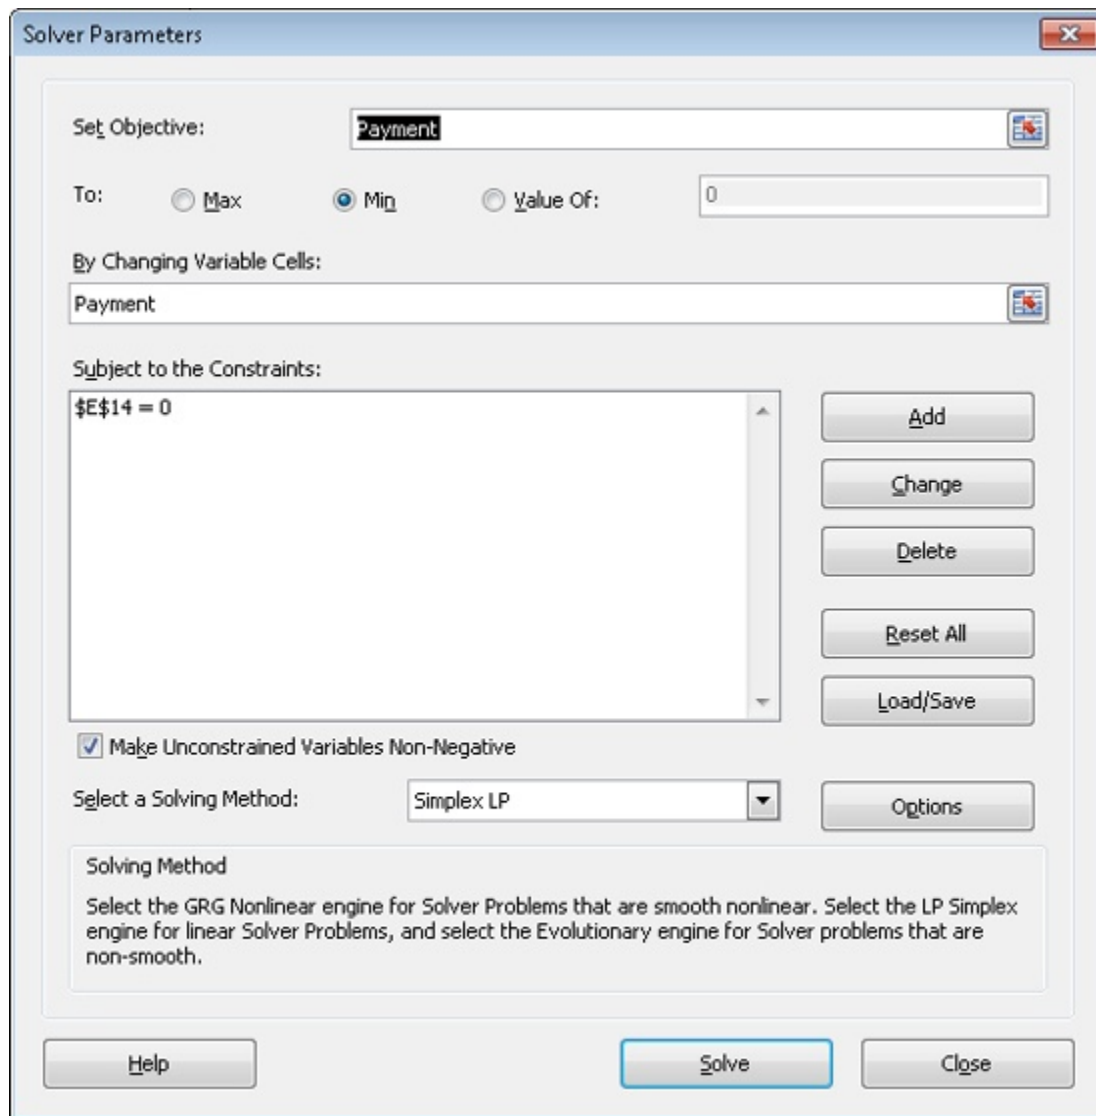 Solver Parameters
Set Objective: Payment
To: Max Min Value Of: 0
By Changing Variable Cells:
Payment
Subject to the Constraints:
$E$14 = 0
Add
Change
Delete
Reset All
Load/Save
Make Unconstrained Variables Non-Negative
Select a Solving Method: Simplex LP Options
Solving Method
Select the GRG Nonlinear engine for Solver Problems that are smooth nonlinear. Select the LP Simplex
engine for linear Solver Problems, and select the Evolutionary engine for Solver problems that are
non-smooth.
Help Solve Close